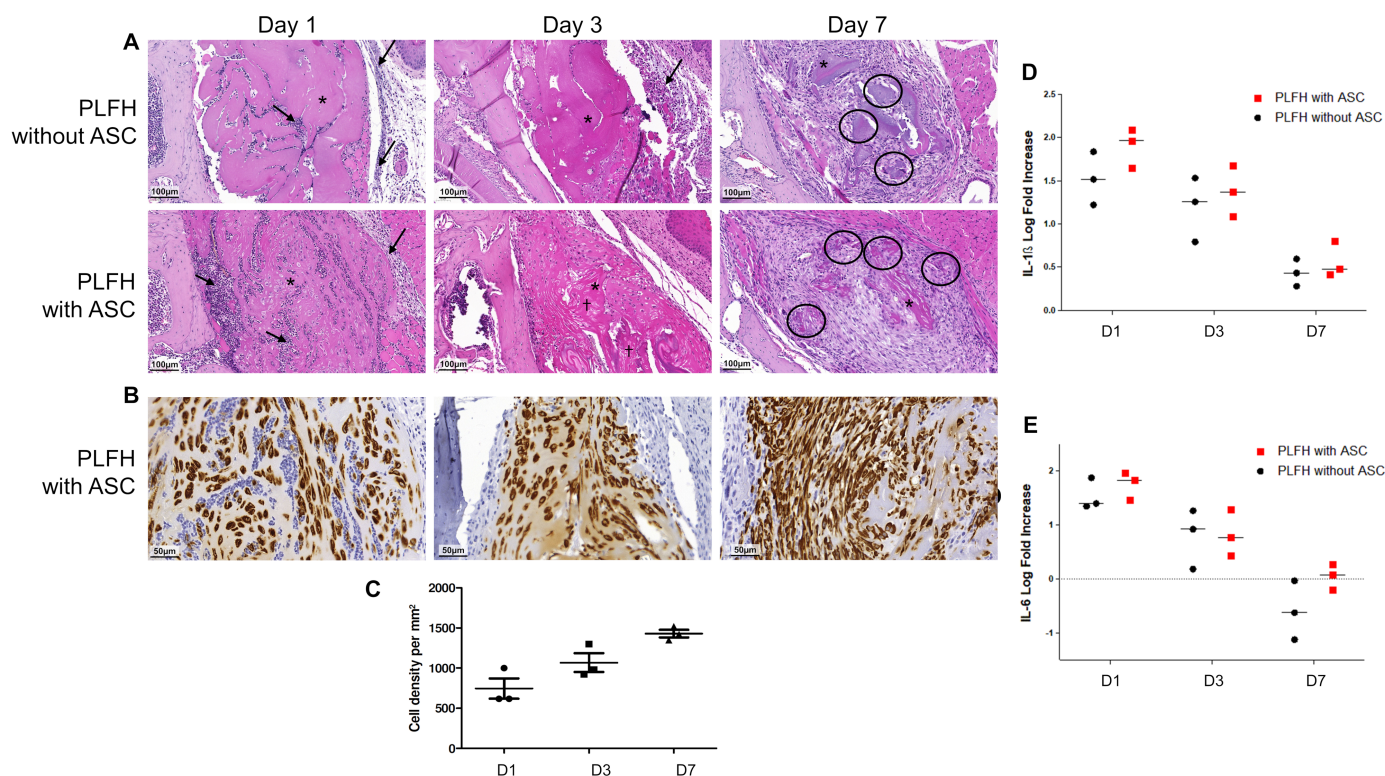 Day 1
Day 3
Day 7
A
PLFH
without ASC
*
100µm
*
100µm
*
100µm
PLFH
with ASC
*
100µm
*
†
†
100µm
*
100µm
B
PLFH
with ASC
50µm
50µm
50µm
C
Cell density per mm²
2000
1500
1000
500
0
D1
D3
D7
D
PLFH with ASC
PLFH without ASC
IL-1ß Log Fold Increase
2.5
2.0
1.5
1.0
0.5
0.0
D1
D3
D7
E
PLFH with ASC
PLFH without ASC
IL-6 Log Fold Increase
2
1
0
-1
D1
D3
D7